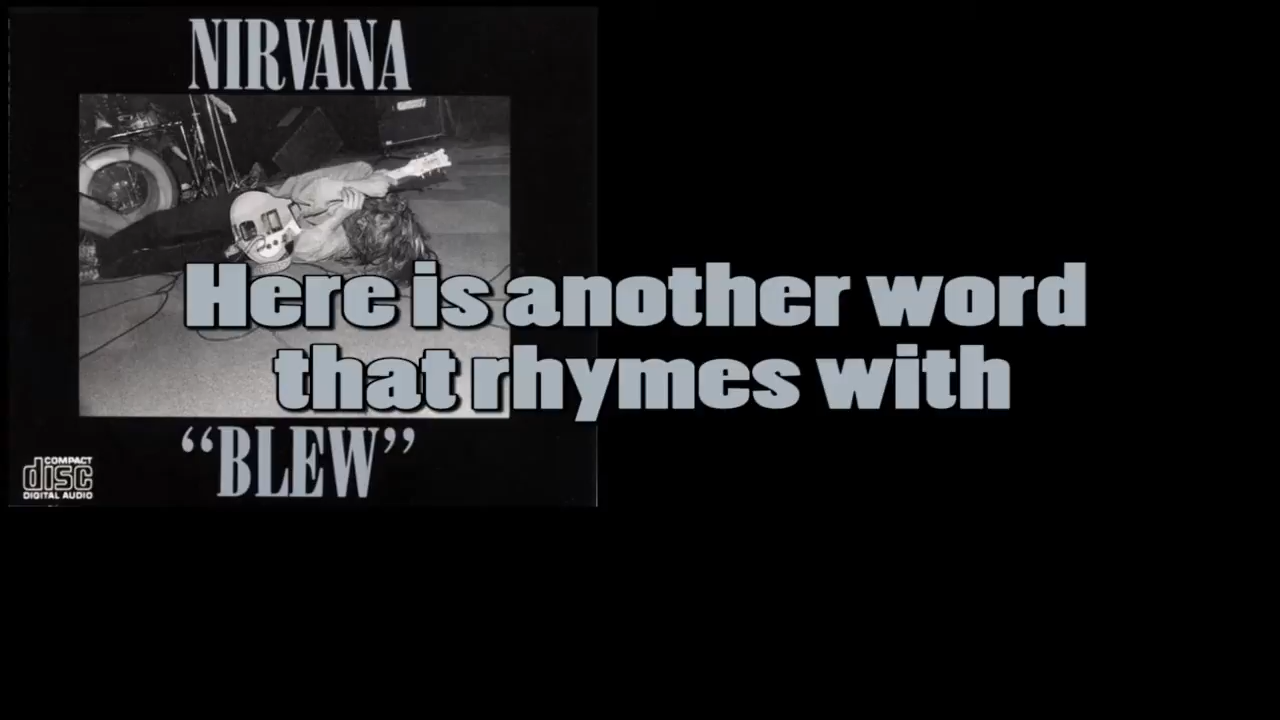 NIRVANA
Here is another word
that rhymes with
“BLEW”
COMPACT
disc
DIGITAL AUDIO